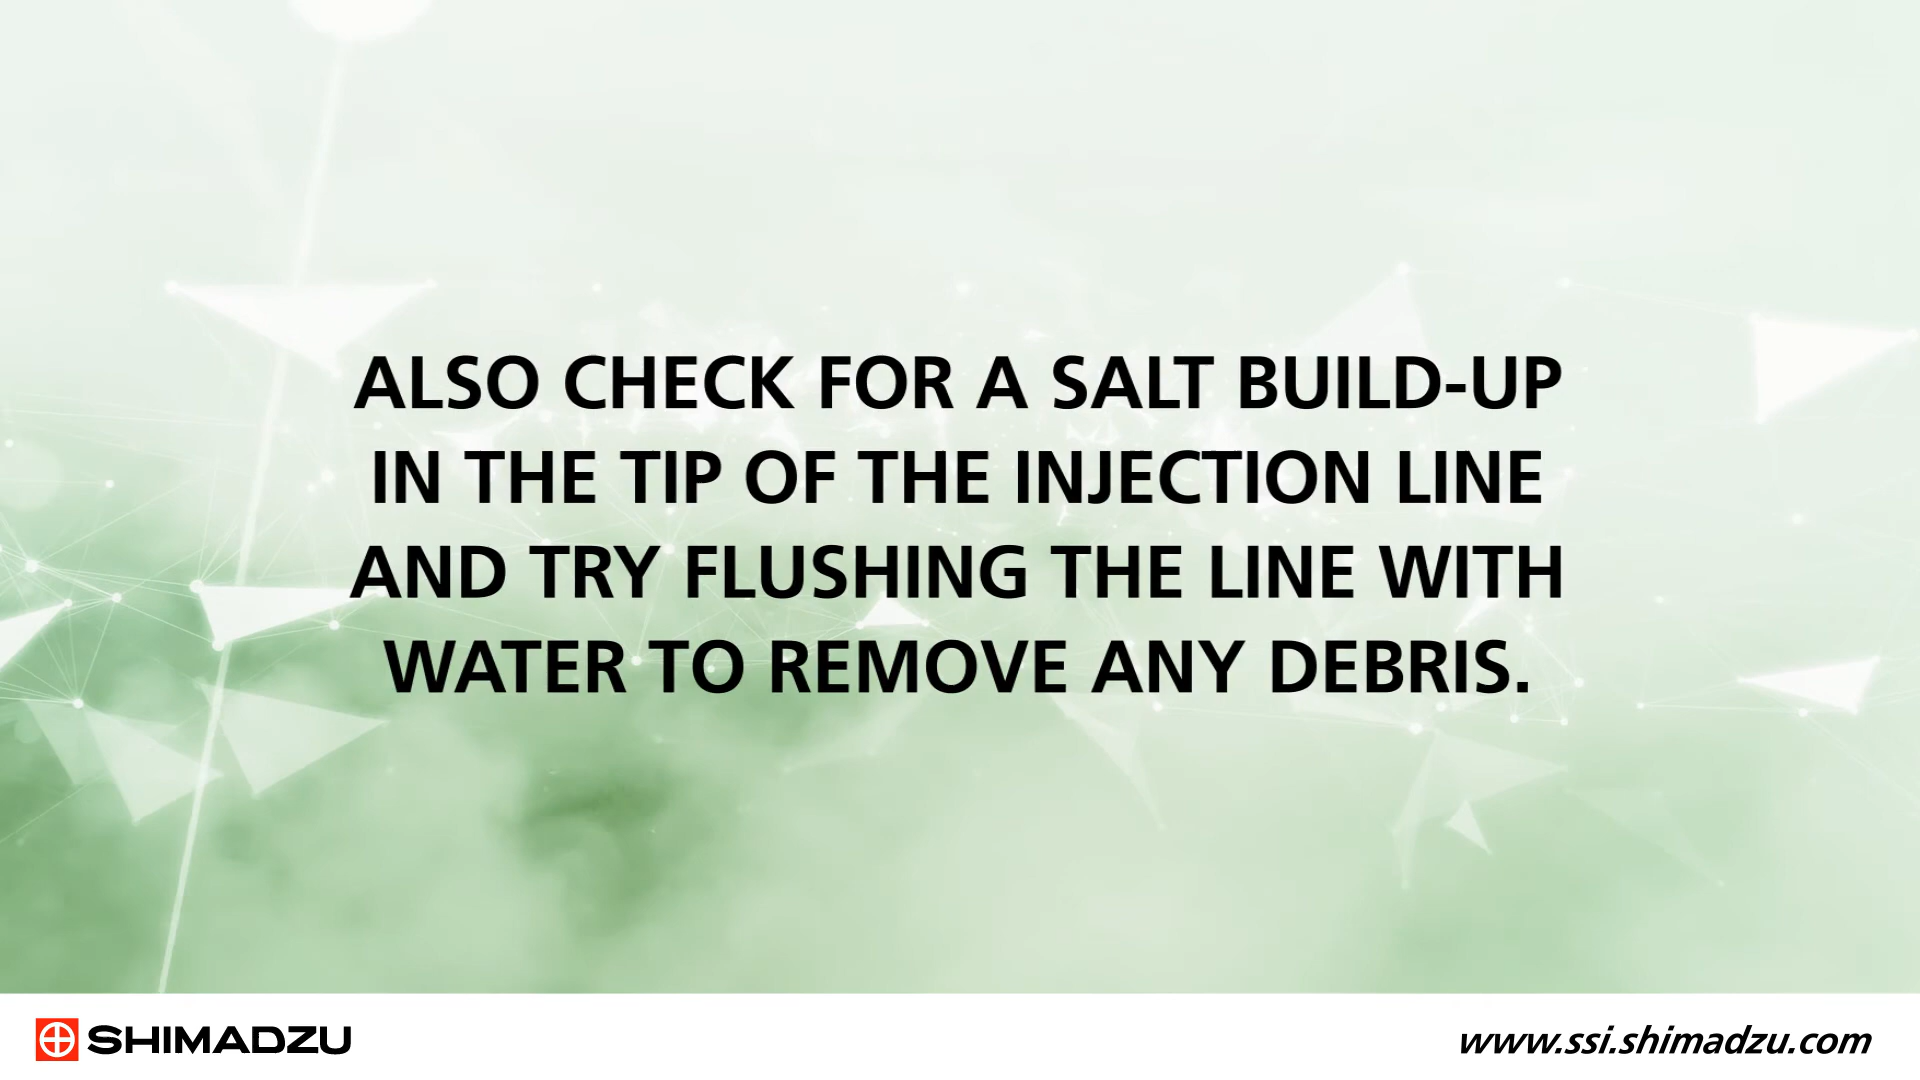 ALSO CHECK FOR A SALT BUILD-UP
IN THE TIP OF THE INJECTION LINE
AND TRY FLUSHING THE LINE WITH
WATER TO REMOVE ANY DEBRIS.
SHIMADZU
www.ssi.shimadzu.com